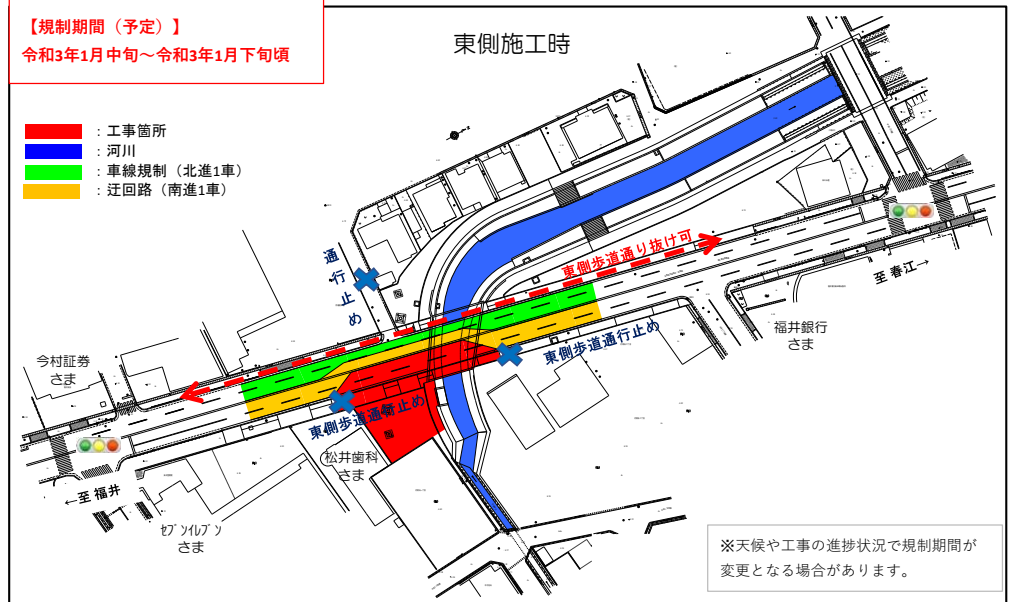 【規制期間（予定）】
令和3年1月中旬～令和3年1月下旬頃
東側施工時
：工事箇所
：河川
：車線規制（北進1車）
：迂回路（南進1車）
通行止め
東側歩道通り抜け可
至 春江→
福井銀行
さま
東側歩道通行止め
今村証券
さま
東側歩道通行止め
松井歯科
さま
←至 福井
ｾﾌﾞﾝｲﾚﾌﾞﾝ
さま
※天候や工事の進捗状況で規制期間が
変更となる場合があります。